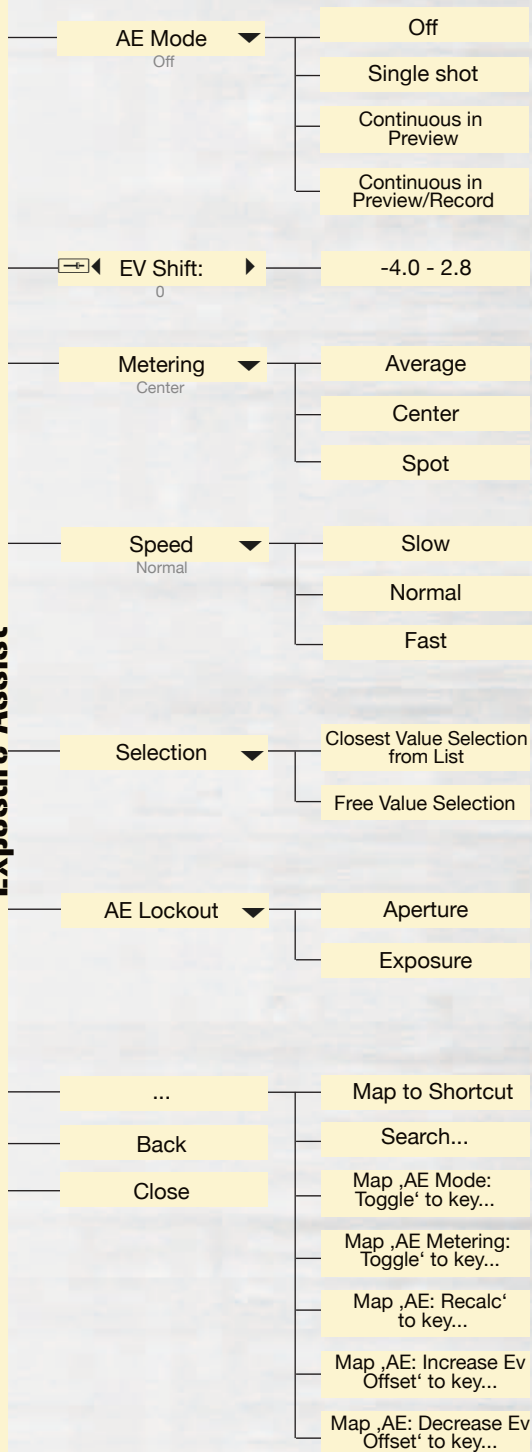 Exposure Assist
AE Mode
Off
Off
Single shot
Continuous in
Preview
Continuous in
Preview/Record
EV Shift:
0
-4.0 - 2.8
Metering
Center
Average
Center
Spot
Speed
Normal
Slow
Normal
Fast
Selection
Closest Value Selection
from List
Free Value Selection
AE Lockout
Aperture
Exposure
...
Back
Close
Map to Shortcut
Search...
Map ‚AE Mode:
Toggle‘ to key...
Map ‚AE Metering:
Toggle‘ to key...
Map ‚AE: Recalc‘
to key...
Map ‚AE: Increase Ev
Offset‘ to key...
Map ‚AE: Decrease Ev
Offset‘ to key...